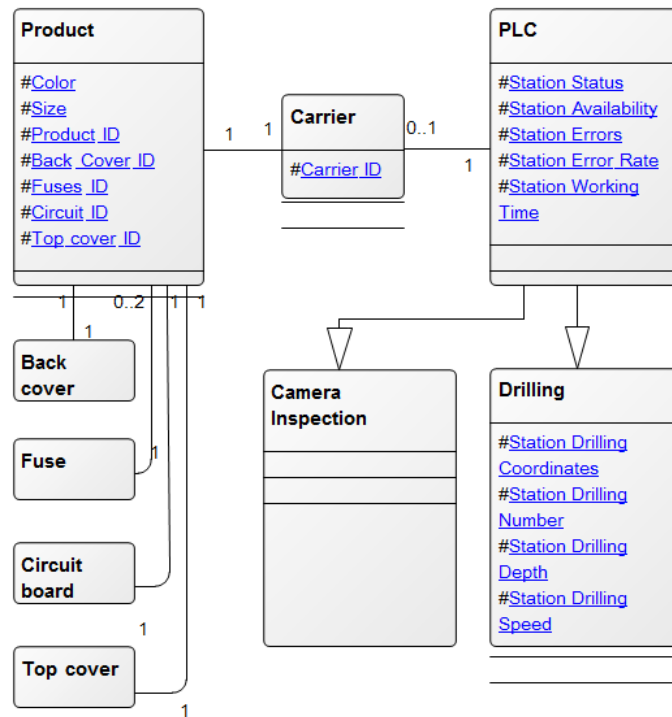 Product
#Color
#Size
#Product ID
#Back Cover ID
#Fuses ID
#Circuit ID
#Top cover ID
1
1
Carrier
#Carrier ID
0..1
1
PLC
#Station Status
#Station Availability
#Station Errors
#Station Error Rate
#Station Working
Time
1
0..2
1
1
1
Back
cover
Fuse
1
Circuit
board
1
Top cover
1
Camera
Inspection
Drilling
#Station Drilling
Coordinates
#Station Drilling
Number
#Station Drilling
Depth
#Station Drilling
Speed